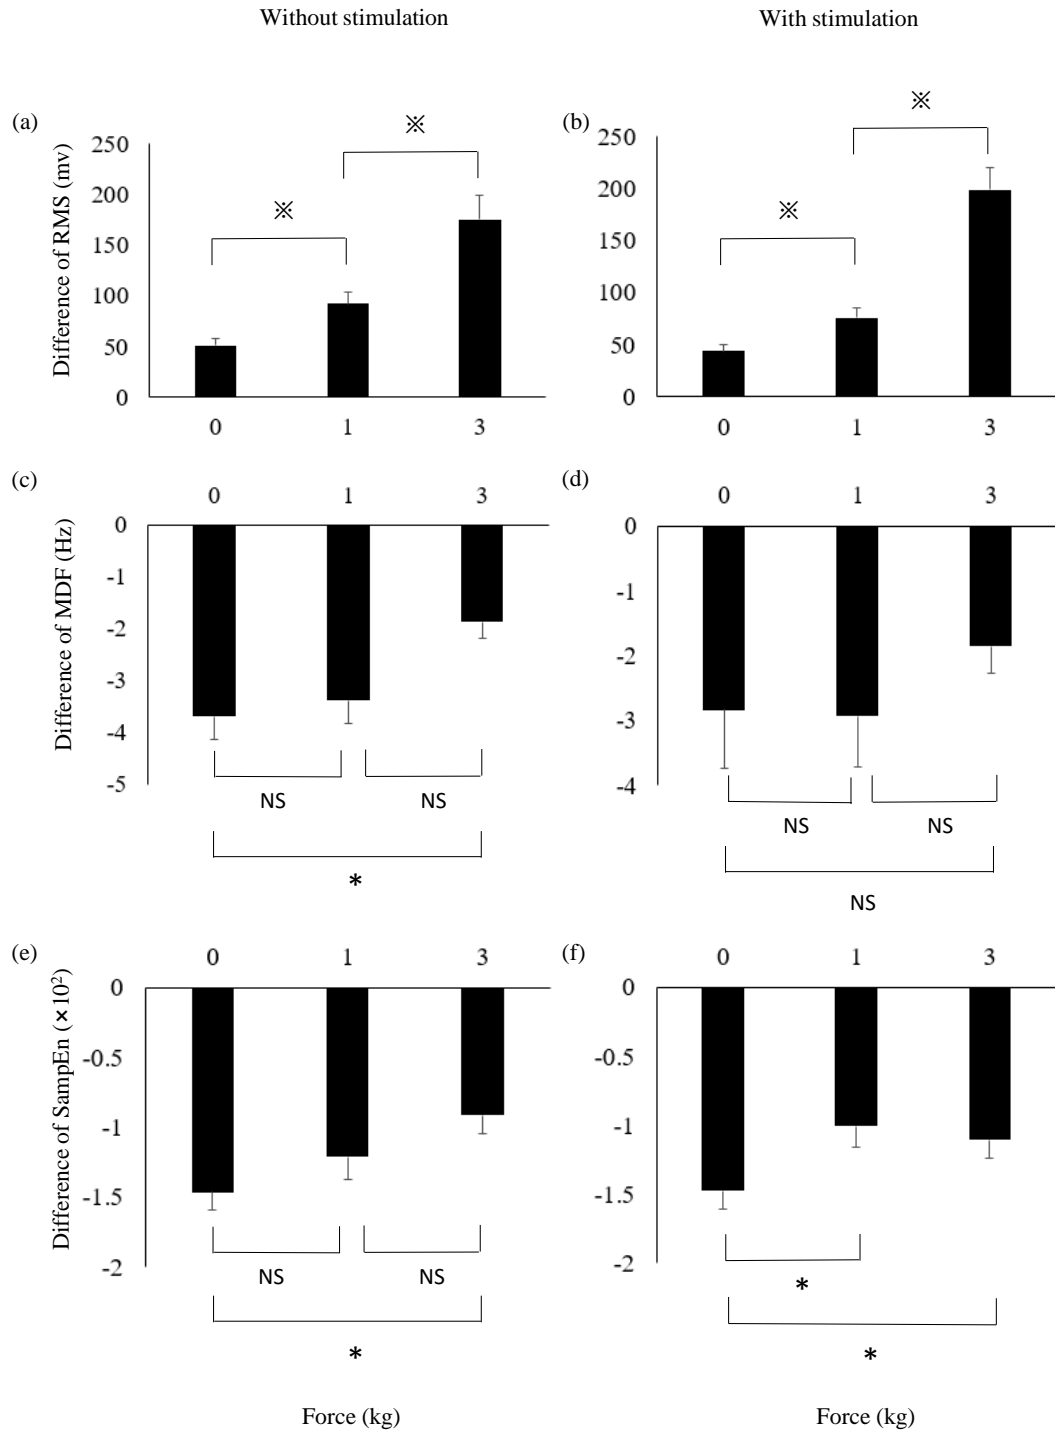 Without stimulation
With stimulation
(a)
Difference of RMS (mv)
250
200
150
100
50
0
※
※
0 1 3
(b)
250
200
150
100
50
0
※
※
0 1 3
(c)
Difference of MDF (Hz)
0 1 3
0
-1
-2
-3
-4
-5
NS NS
*
(d)
0 1 3
0
-1
-2
-3
-4
NS NS
NS
(e)
Difference of SampEn (×10²)
0 1 3
0
-0.5
-1
-1.5
-2
NS NS
*
(f)
0 1 3
0
-0.5
-1
-1.5
-2
*
*
Force (kg)
Force (kg)